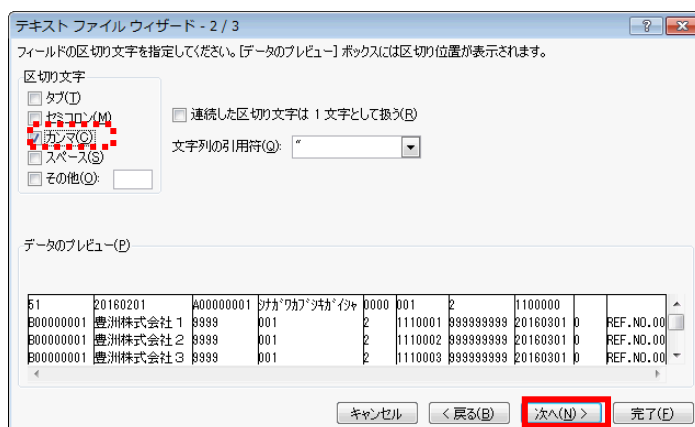 テキスト ファイル ウィザード - 2 / 3
フィールドの区切り文字を指定してください。[データのプレビュー] ボックスには区切り位置が表示されます。
区切り文字
タブ(T)
セミコロン(M)
カンマ(C)
スペース(S)
その他(O):
連続した区切り文字は 1 文字として扱う(R)
文字列の引用符(Q): "
データのプレビュー(P)
51 20160201 A00000001 シナガワカブシキガイシャ 0000 001 2 1100000
B00000001 豊洲株式会社１ 9999 001 2 1110001 999999999 20160301 0 REF.NO.00
B00000001 豊洲株式会社２ 9999 001 2 1110002 999999999 20160301 0 REF.NO.00
B00000001 豊洲株式会社３ 9999 001 2 1110003 999999999 20160301 0 REF.NO.00
キャンセル < 戻る(B) 次へ(N) > 完了(F)